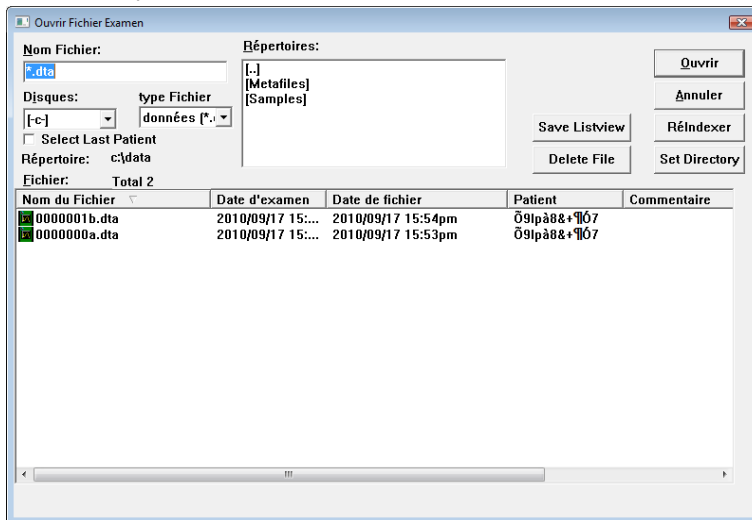 Ouvrir Fichier Examen
Nom Fichier:
*.dta
Répertoires:
[..]
[Metafiles]
[Samples]
Ouvrir
Annuler
Disques:
type Fichier
[-c-]
données (*.
Select Last Patient
Répertoire: c:\data
Save Listview
RéIndexer
Delete File
Set Directory
Fichier: Total 2
Nom du Fichier Date d'examen Date de fichier Patient Commentaire
0000001b.dta 2010/09/17 15:... 2010/09/17 15:54pm Õ9Ipà8&+¶Ó7
0000000a.dta 2010/09/17 15:... 2010/09/17 15:53pm Õ9Ipà8&+¶Ó7